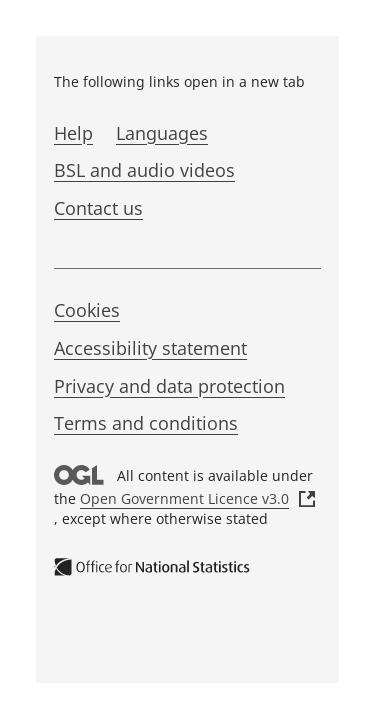 The following links open in a new tab
Help Languages
BSL and audio videos
Contact us
Cookies
Accessibility statement
Privacy and data protection
Terms and conditions
OGL All content is available under
the Open Government Licence v3.0
, except where otherwise stated
Office for National Statistics